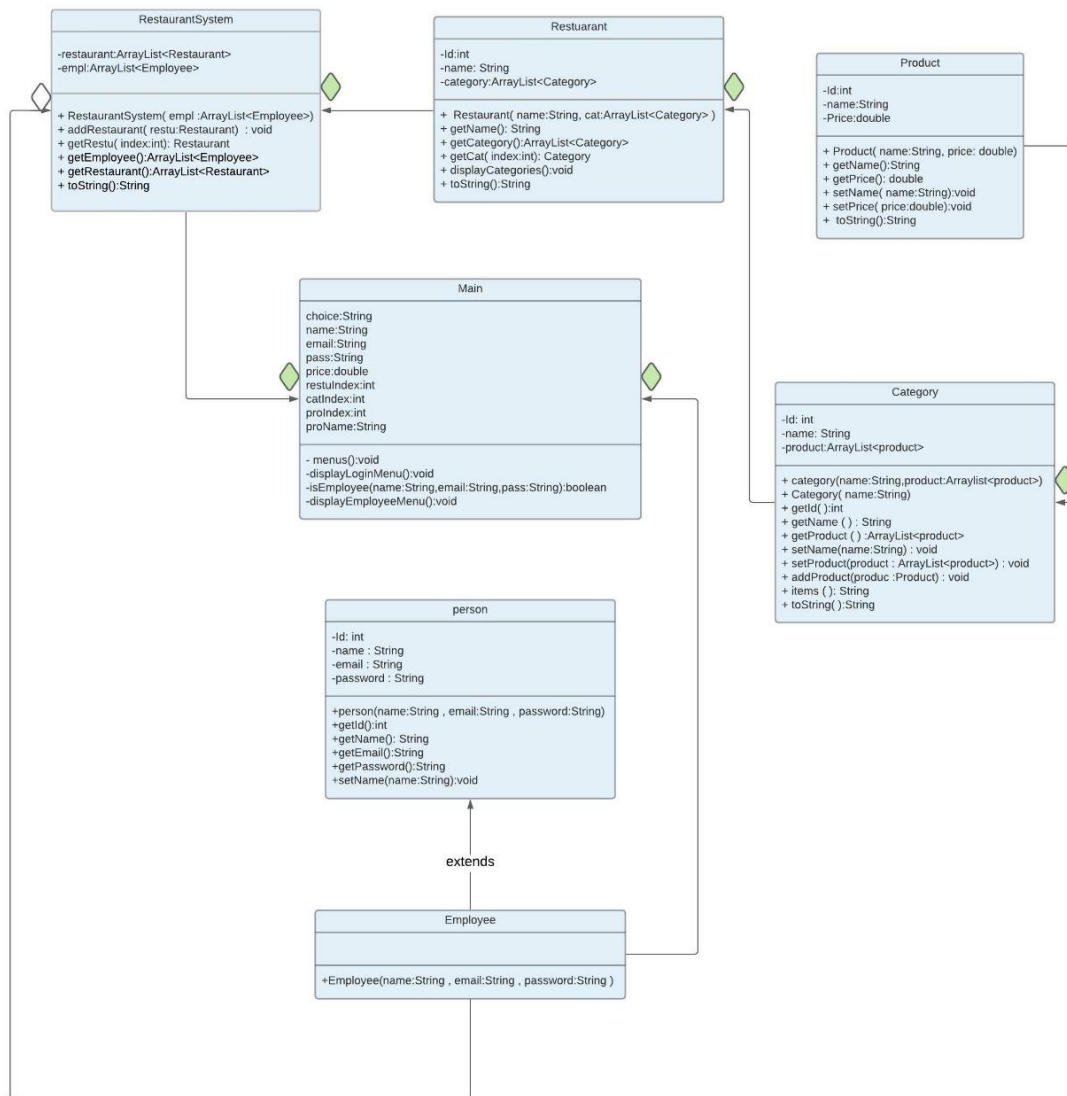 RestaurantSystem
-restaurant:ArrayList<Restaurant>
-empl:ArrayList<Employee>
+ RestaurantSystem( empl :ArrayList<Employee>)
+ addRestaurant( restu:Restaurant) : void
+ getRestu( index:int): Restaurant
+ getEmployee():ArrayList<Employee>
+ getRestaurant():ArrayList<Restaurant>
+ toString():String
Restuarant
-Id:int
-name: String
-category:ArrayList<Category>
+ Restaurant( name:String, cat:ArrayList<Category> )
+ getName(): String
+ getCategory():ArrayList<Category>
+ getCat( index:int): Category
+ displayCategories():void
+ toString():String
Product
-Id:int
-name:String
-Price:double
+ Product( name:String, price: double)
+ getName():String
+ getPrice(): double
+ setName( name:String):void
+ setPrice( price:double):void
+ toString():String
Main
choice:String
name:String
email:String
pass:String
price:double
restuIndex:int
catIndex:int
proIndex:int
proName:String
- menus():void
-displayLoginMenu():void
-isEmployee(name:String,email:String,pass:String):boolean
-displayEmployeeMenu():void
Category
-Id: int
-name: String
-product:ArrayList<product>
+ category(name:String,product:Arraylist<product>)
+ Category( name:String)
+ getId( ):int
+ getName ( ) : String
+ getProduct ( ) :ArrayList<product>
+ setName(name:String) : void
+ setProduct(product : ArrayList<product>) : void
+ addProduct(produc :Product) : void
+ items ( ): String
+ toString( ):String
person
-Id: int
-name : String
-email : String
-password : String
+person(name:String , email:String , password:String)
+getId():int
+getName(): String
+getEmail():String
+getPassword():String
+setName(name:String):void
extends
Employee
+Employee(name:String , email:String , password:String )